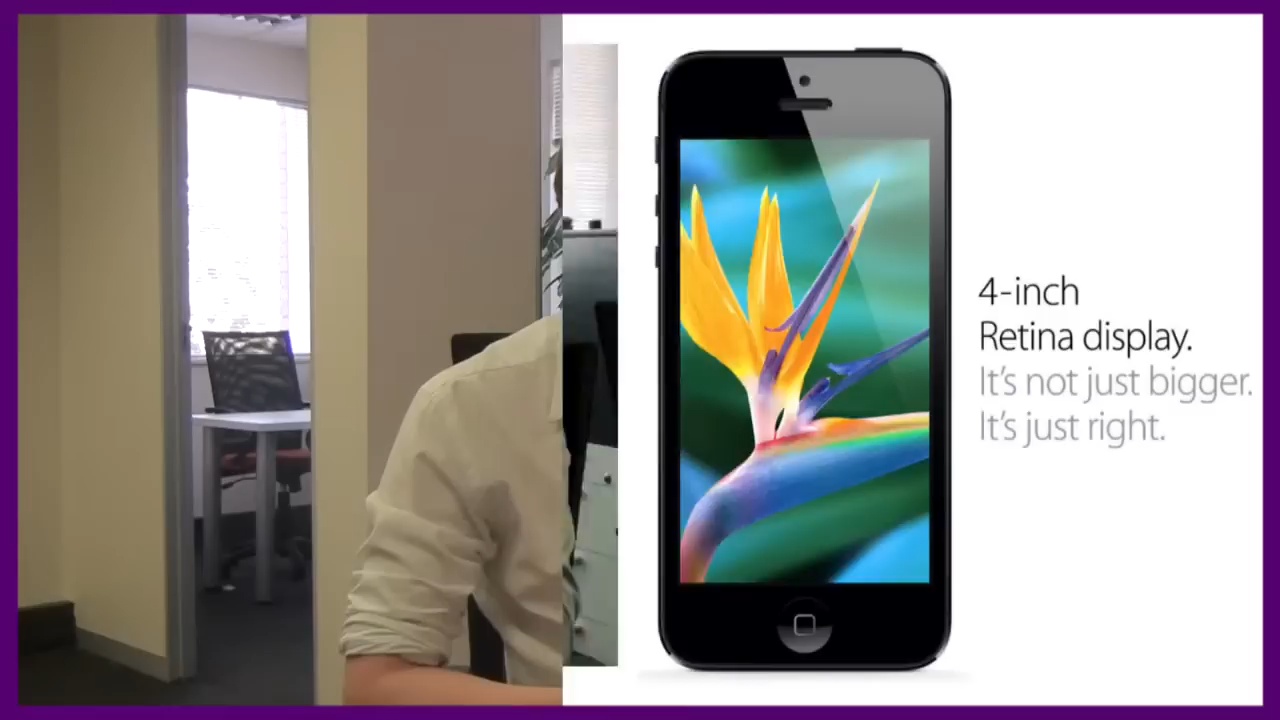 4-inch
Retina display.
It's not just bigger.
It's just right.